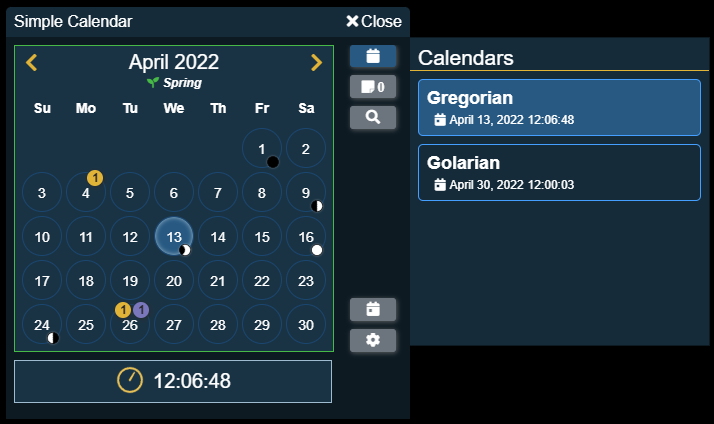 Simple Calendar
Close
April 2022
Spring
Su Mo Tu We Th Fr Sa
1 2
1
3 4 5 6 7 8 9
10 11 12 13 14 15 16
17 18 19 20 21 22 23
1 1
24 25 26 27 28 29 30
12:06:48
0
Calendars
Gregorian
April 13, 2022 12:06:48
Golarian
April 30, 2022 12:00:03